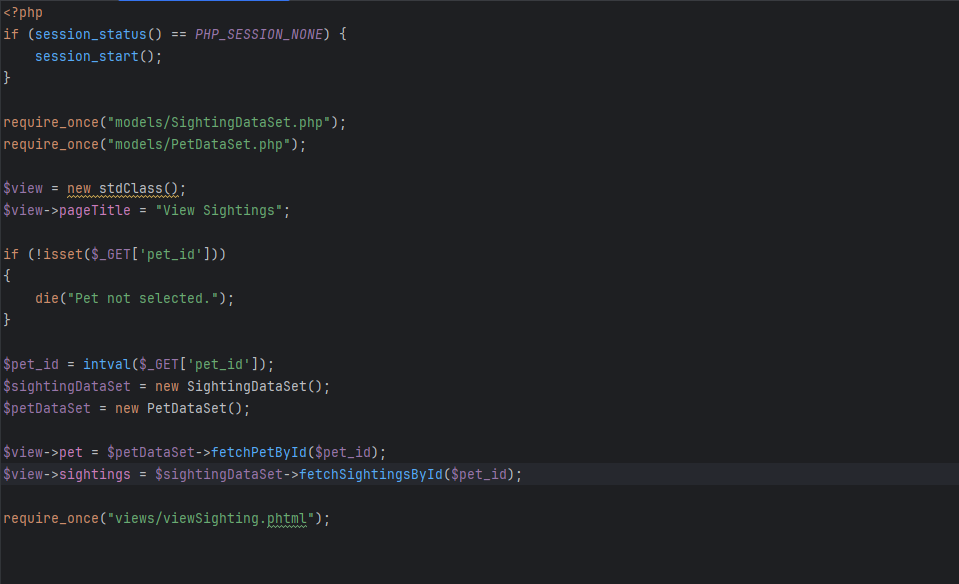 <?php
if (session_status() == PHP_SESSION_NONE) {
    session_start();
}
require_once("models/SightingDataSet.php");
require_once("models/PetDataSet.php");
$view = new stdClass();
$view->pageTitle = "View Sightings";
if (!isset($_GET['pet_id']))
{
    die("Pet not selected.");
}
$pet_id = intval($_GET['pet_id']);
$sightingDataSet = new SightingDataSet();
$petDataSet = new PetDataSet();
$view->pet = $petDataSet->fetchPetById($pet_id);
$view->sightings = $sightingDataSet->fetchSightingsById($pet_id);
require_once("views/viewSighting.phtml");